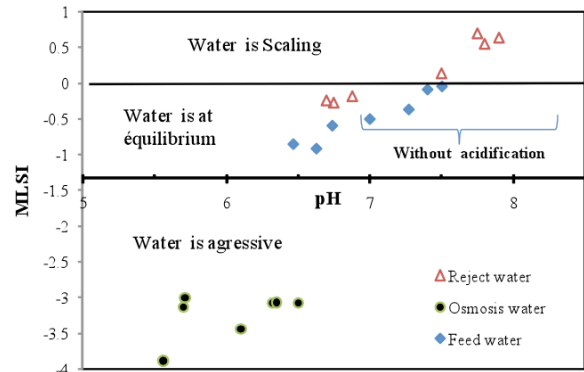 1
0.5
Water is Scaling
0
Water is at
équilibrium
-0.5
-1
Without acidification
-1.5
5
6
7
8
pH
MLSI
-2
Water is agressive
-2.5
Reject water
-3
Osmosis water
-3.5
Feed water
-4